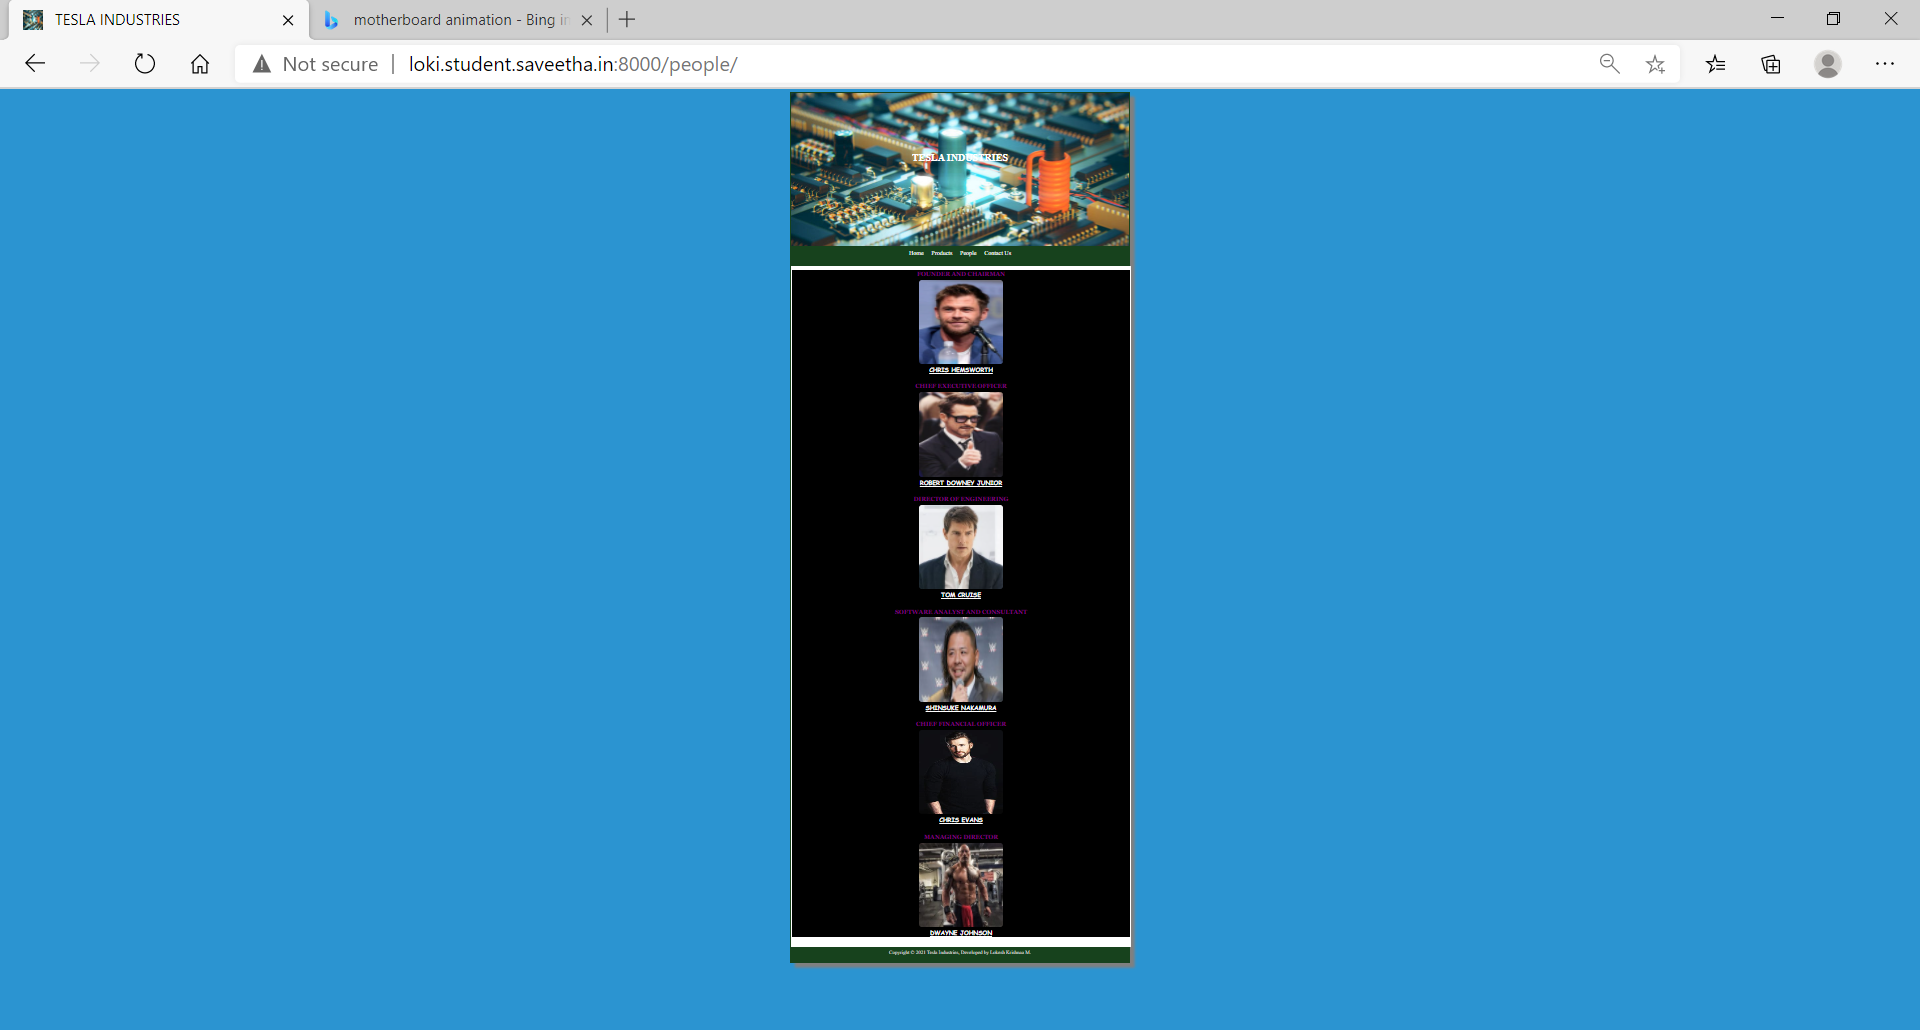 TESLA INDUSTRIES
motherboard animation - Bing in
Not secure
loki.student.saveetha.in:8000/people/
TESLA INDUSTRIES
Home Products People Contact Us
FOUNDER AND CHAIRMAN
CHRIS HEMSWORTH
CHIEF EXECUTIVE OFFICER
ROBERT DOWNEY JUNIOR
DIRECTOR OF ENGINEERING
TOM CRUISE
SOFTWARE ANALYST AND CONSULTANT
SHINSUKE NAKAMURA
CHIEF FINANCIAL OFFICER
CHRIS EVANS
MANAGING DIRECTOR
DWAYNE JOHNSON
Copyright © 2021 Tesla Industries, Developed by Lokesh Krishnaa M.